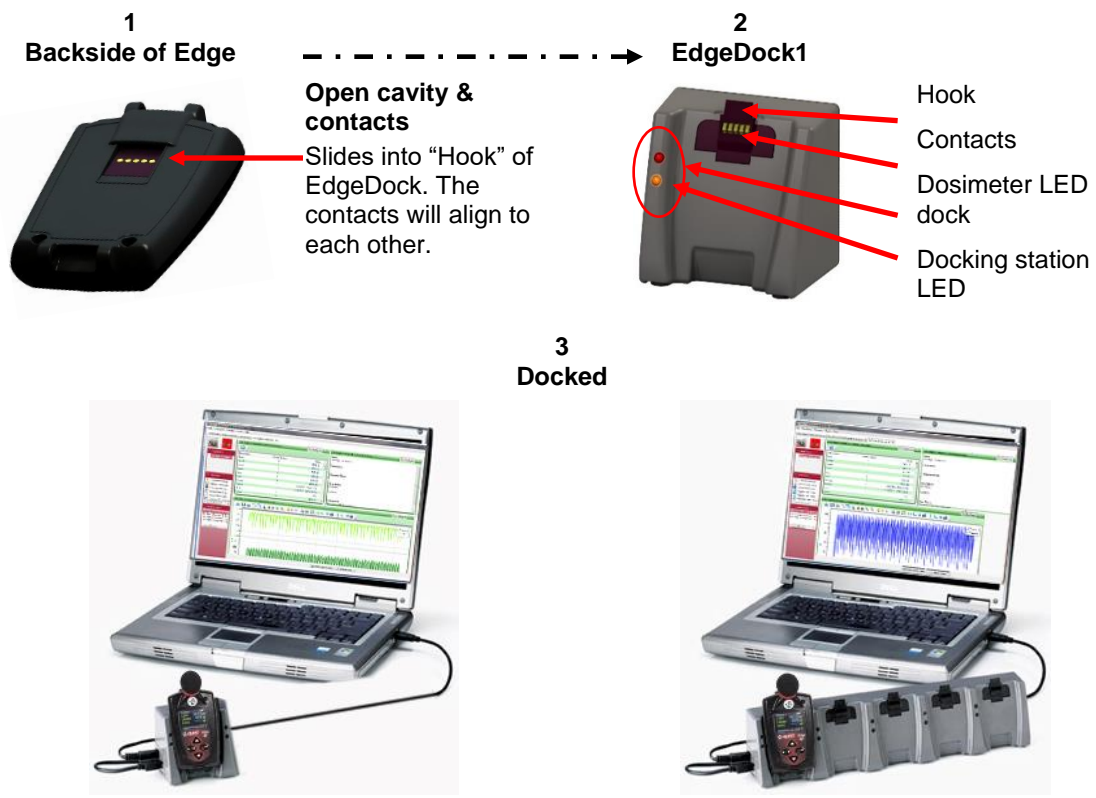 1
Backside of Edge
2
EdgeDock1
Open cavity &
contacts
Slides into “Hook” of
EdgeDock. The
contacts will align to
each other.
Hook
Contacts
Dosimeter LED
dock
Docking station
LED
3
Docked